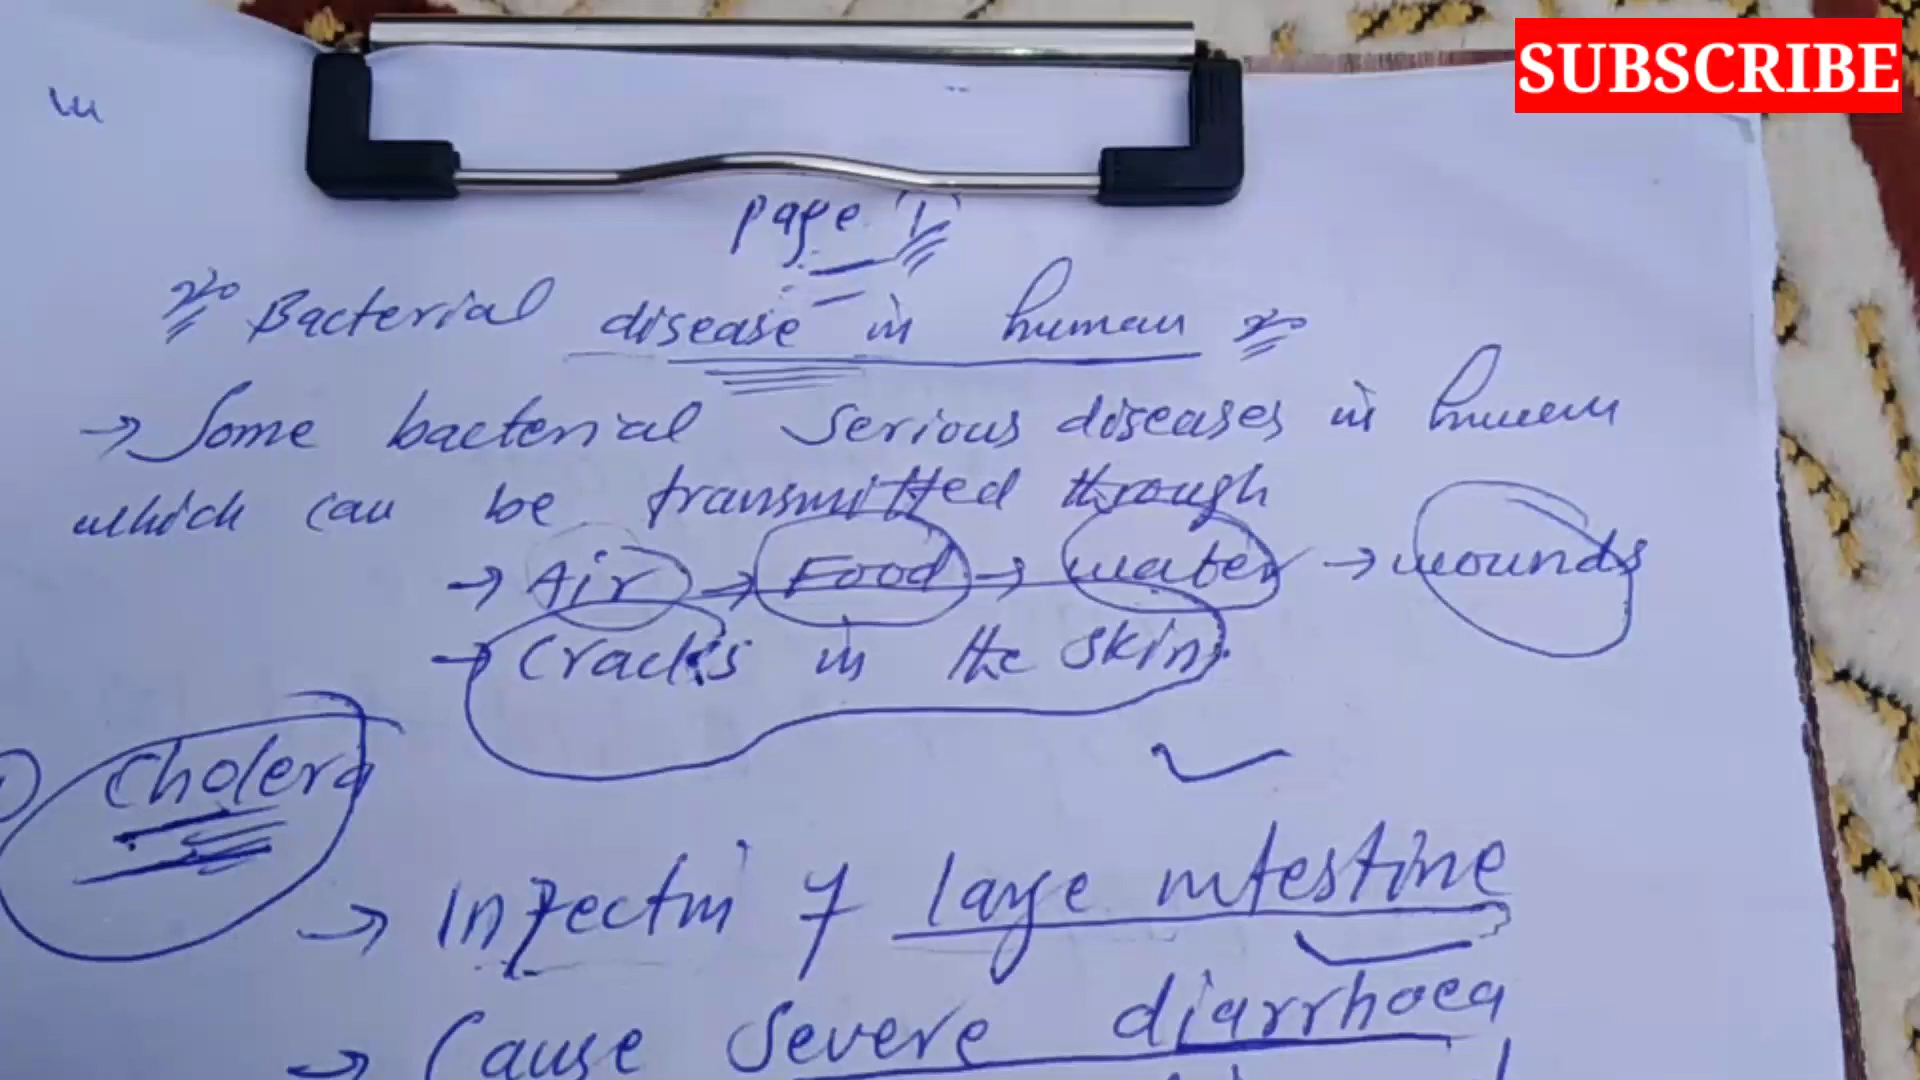 SUBSCRIBE
page 1
Bacterial disease in human
→ Some bacterial serious diseases in human
which can be transmitted through
→ Air → Food → water → wounds
→ Cracks in the skin
Cholera
→ Infection of large intestine
→ Cause severe diarrhoea